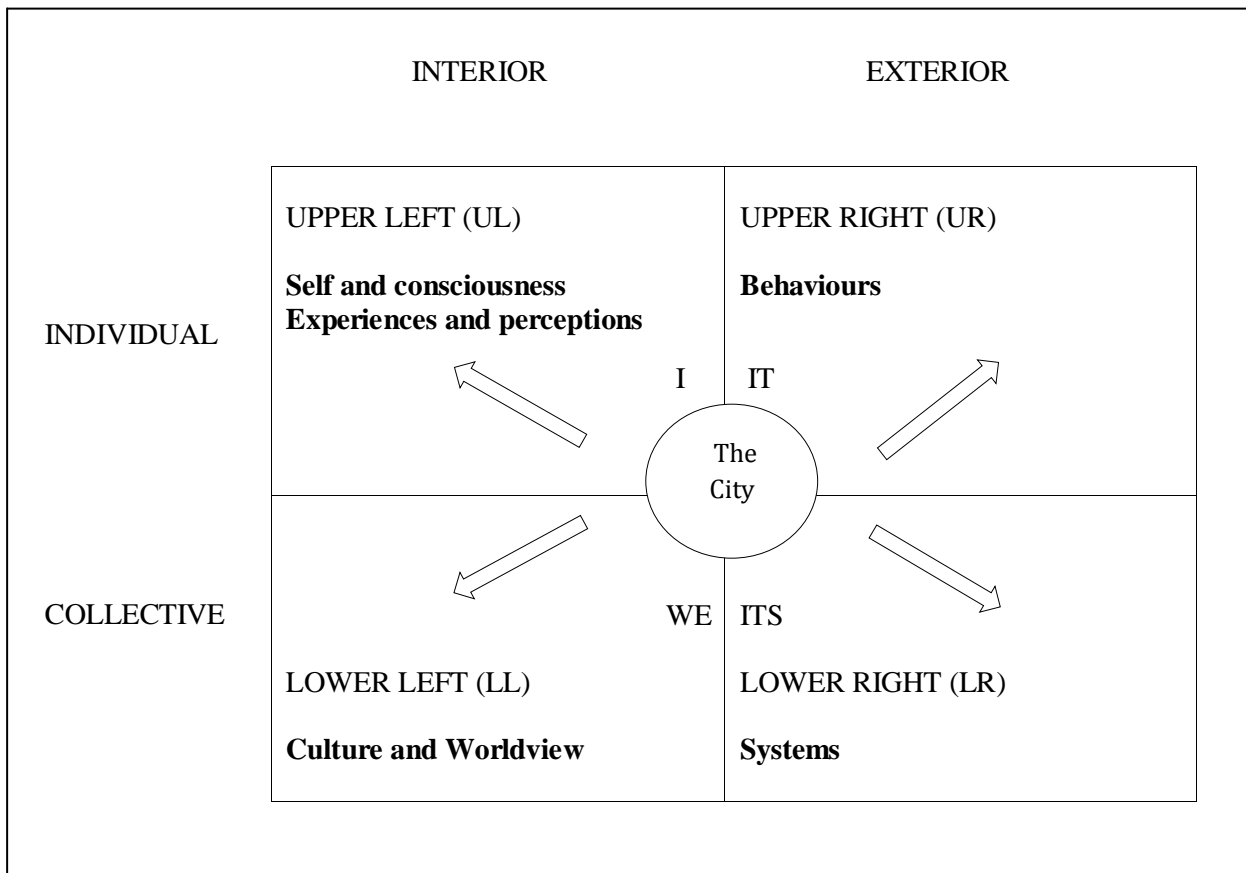 INTERIOR
EXTERIOR
INDIVIDUAL
UPPER LEFT (UL)
Self and consciousness
Experiences and perceptions
I
UPPER RIGHT (UR)
Behaviours
IT
The
City
COLLECTIVE
WE
LOWER LEFT (LL)
Culture and Worldview
ITS
LOWER RIGHT (LR)
Systems